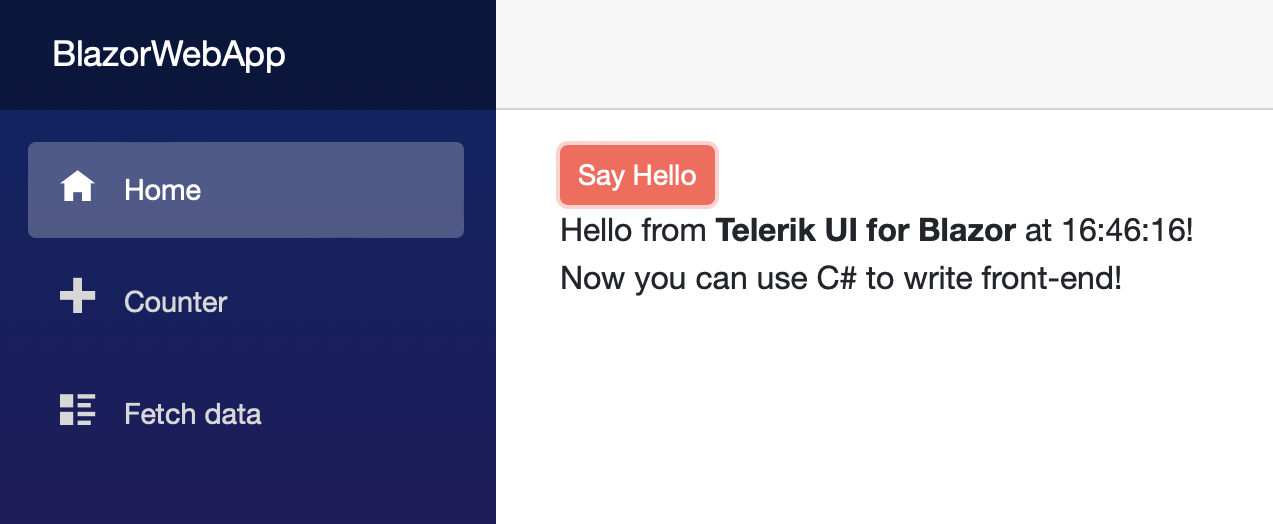 BlazorWebApp
Home
Counter
Fetch data
Say Hello
Hello from Telerik UI for Blazor at 16:46:16!
Now you can use C# to write front-end!